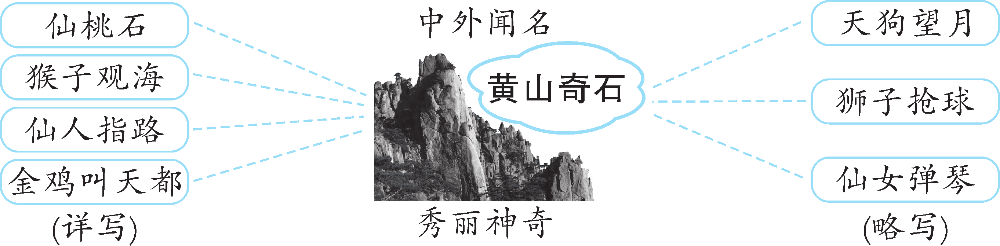 仙桃石
猴子观海
仙人指路
金鸡叫天都
(详写)
中外闻名
黄山奇石
秀丽神奇
天狗望月
狮子抢球
仙女弹琴
(略写)